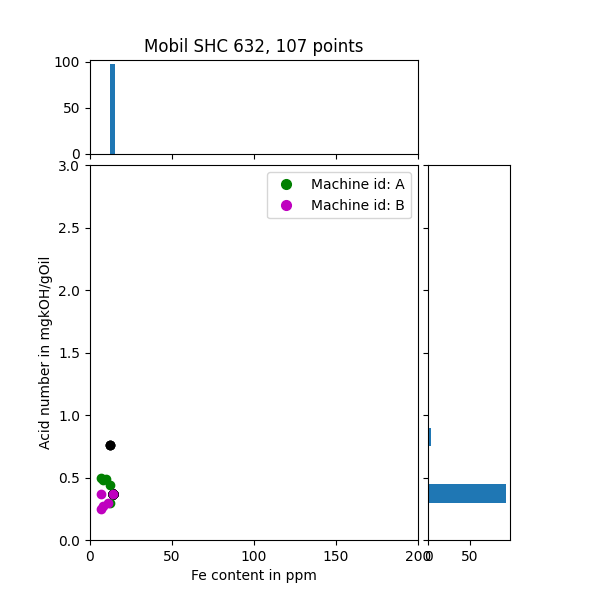 Mobil SHC 632, 107 points
100
50
0
3.0
2.5
2.0
1.5
1.0
0.5
0.0
Acid number in mgkOH/gOil
Machine id: A
Machine id: B
0 50 100 150 200
0 50
Fe content in ppm